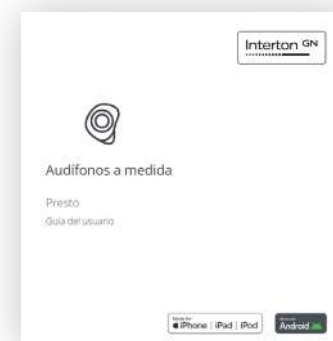 Interton GN
Audífonos a medida
Presto
Guía del usuario
iPhone | iPad | iPod
Android